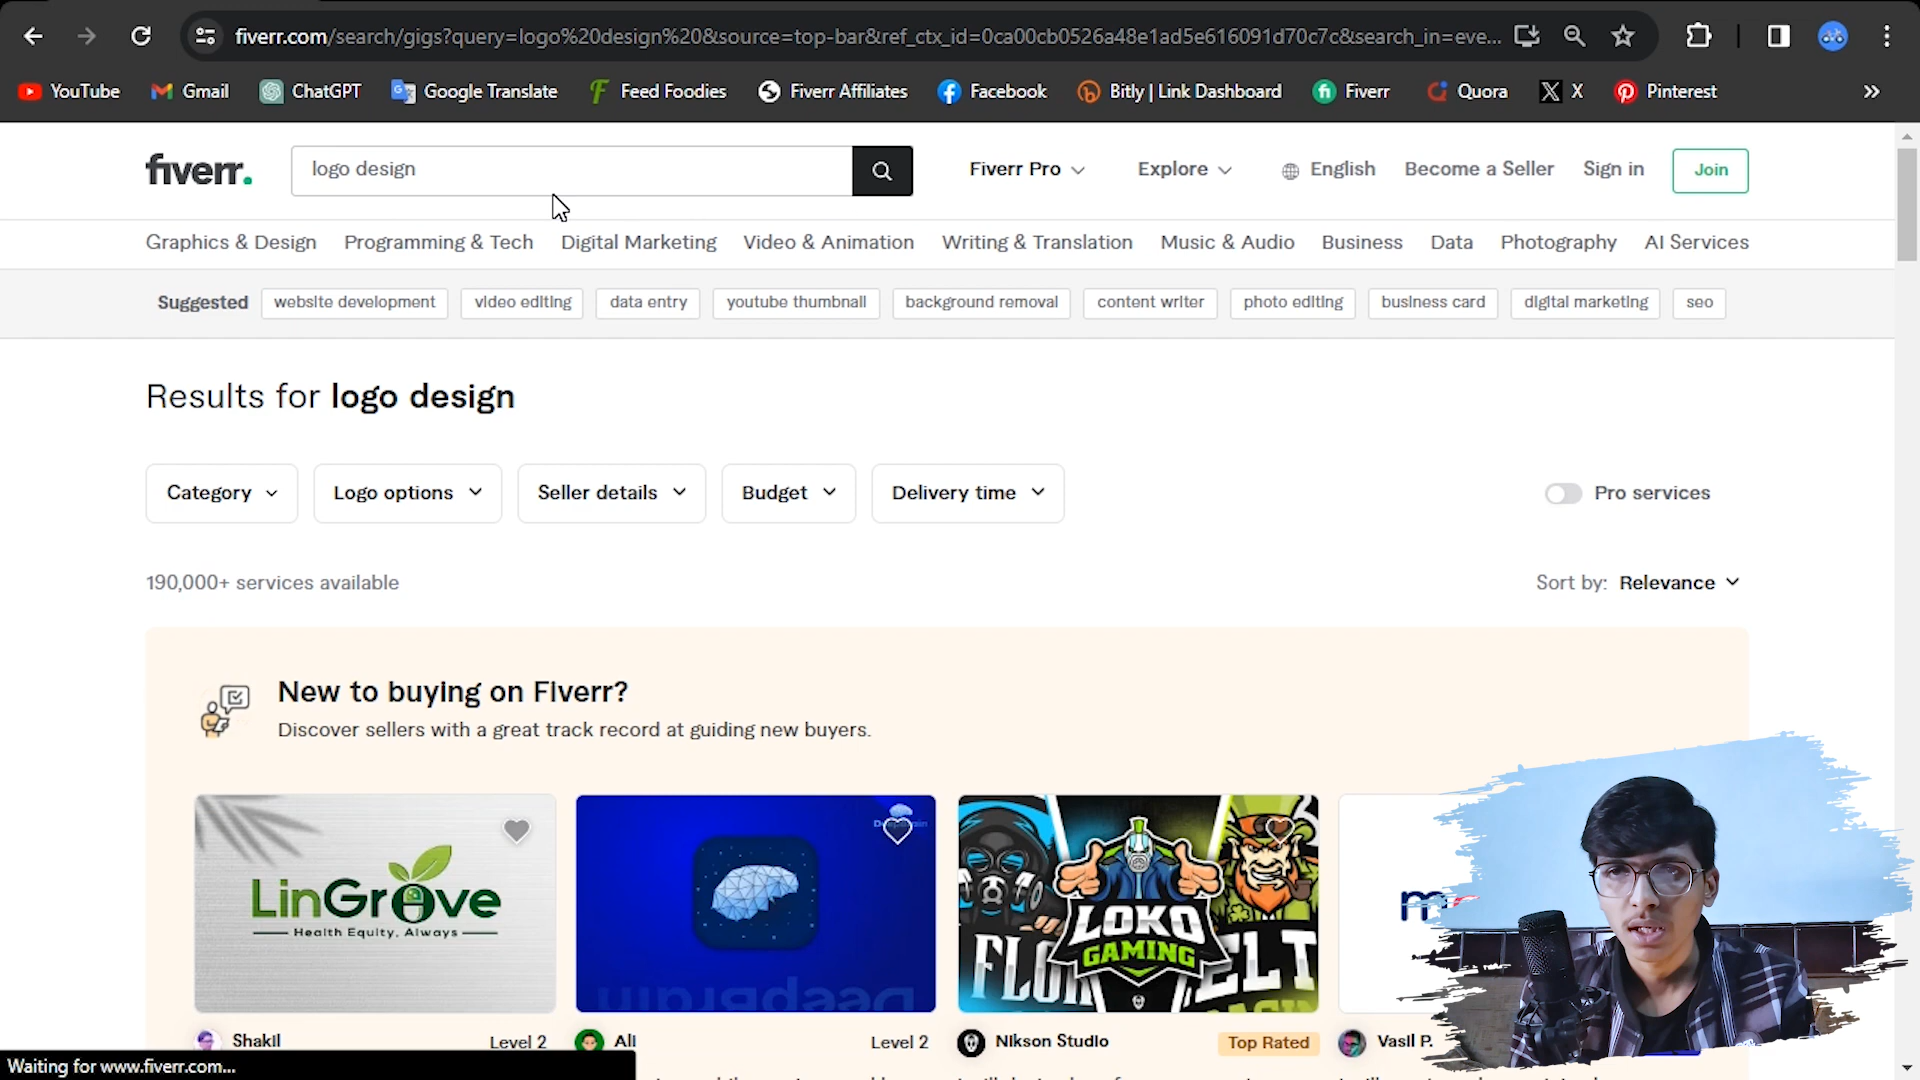 fiverr.com/search/gigs?query=logo%20design%20&source=top-bar&ref_ctx_id=0ca00cb0526a48e1ad5e616091d70c7c&search_in=eve...
YouTube Gmail ChatGPT Google Translate Feed Foodies Fiverr Affiliates Facebook Bitly | Link Dashboard Fiverr Quora X Pinterest
fiverr. logo design Fiverr Pro Explore English Become a Seller Sign in Join
Graphics & Design Programming & Tech Digital Marketing Video & Animation Writing & Translation Music & Audio Business Data Photography AI Services
Suggested website development video editing data entry youtube thumbnail background removal content writer photo editing business card digital marketing seo
Results for logo design
Category Logo options Seller details Budget Delivery time Pro services
190,000+ services available Sort by: Relevance
New to buying on Fiverr?
Discover sellers with a great track record at guiding new buyers.
LinGrove
Health Equity, Always
LOKO
GAMING
Shakil Level 2 Ali Level 2 Nikson Studio Top Rated Vasil P.
Waiting for www.fiverr.com...